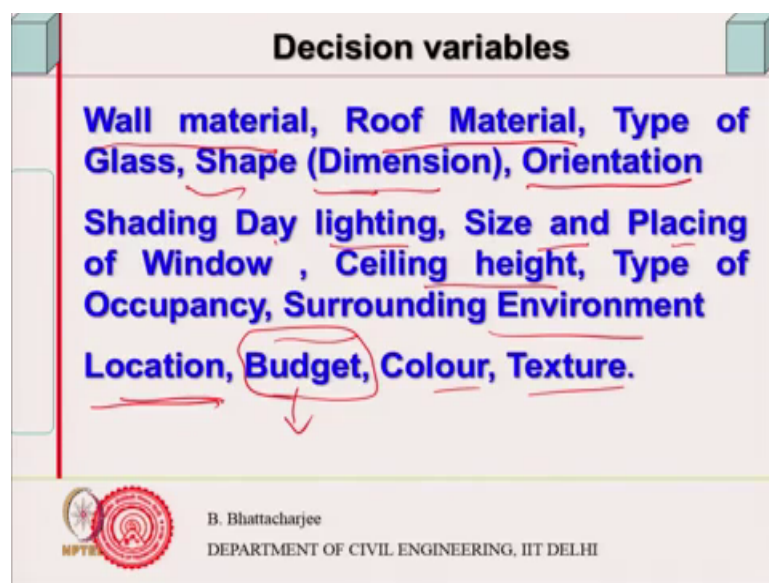 Decision variables
Wall material, Roof Material, Type of
Glass, Shape (Dimension), Orientation
Shading Day lighting, Size and Placing
of Window , Ceiling height, Type of
Occupancy, Surrounding Environment
Location, Budget, Colour, Texture.
NPTEL
B. Bhattacharjee
DEPARTMENT OF CIVIL ENGINEERING, IIT DELHI